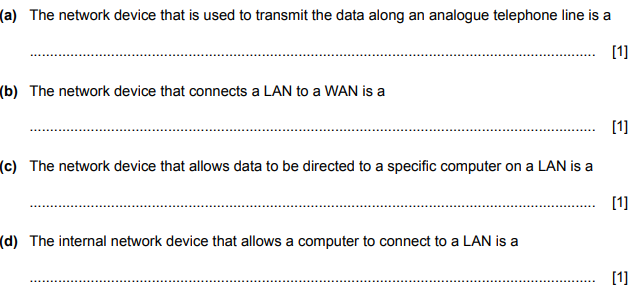 (a) The network device that is used to transmit the data along an analogue telephone line is a
.................................................................................................................................................. [1]
(b) The network device that connects a LAN to a WAN is a
.................................................................................................................................................. [1]
(c) The network device that allows data to be directed to a specific computer on a LAN is a
.................................................................................................................................................. [1]
(d) The internal network device that allows a computer to connect to a LAN is a
.................................................................................................................................................. [1]